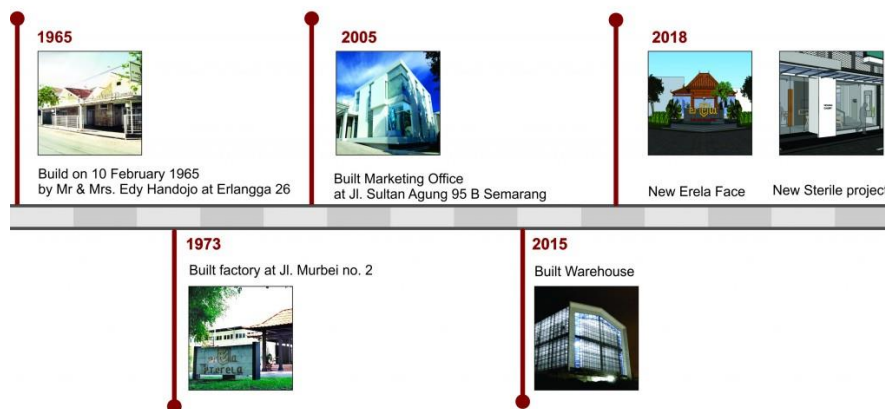 1965
Build on 10 February 1965
by Mr & Mrs. Edy Handojo at Erlangga 26
1973
Built factory at Jl. Murbei no. 2
2005
Built Marketing Office
at Jl. Sultan Agung 95 B Semarang
2015
Built Warehouse
2018
New Erela Face
New Sterile project